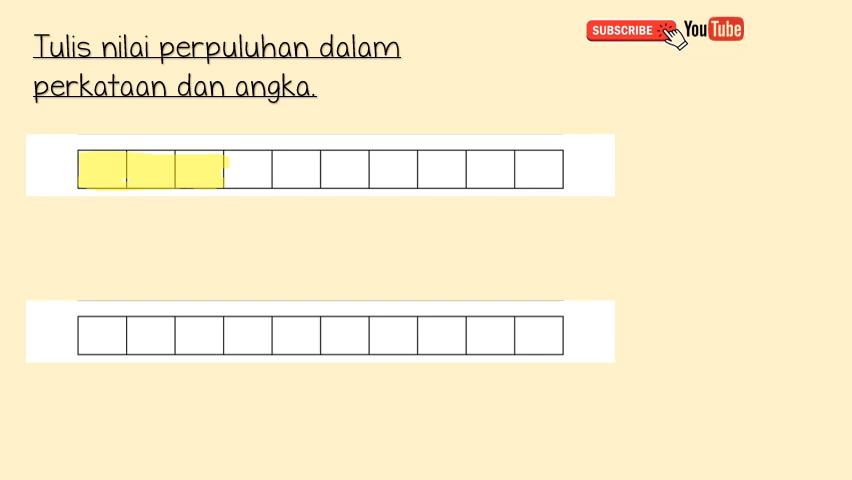 Tulis nilai perpuluhan dalam
perkataan dan angka.
SUBSCRIBE YouTube